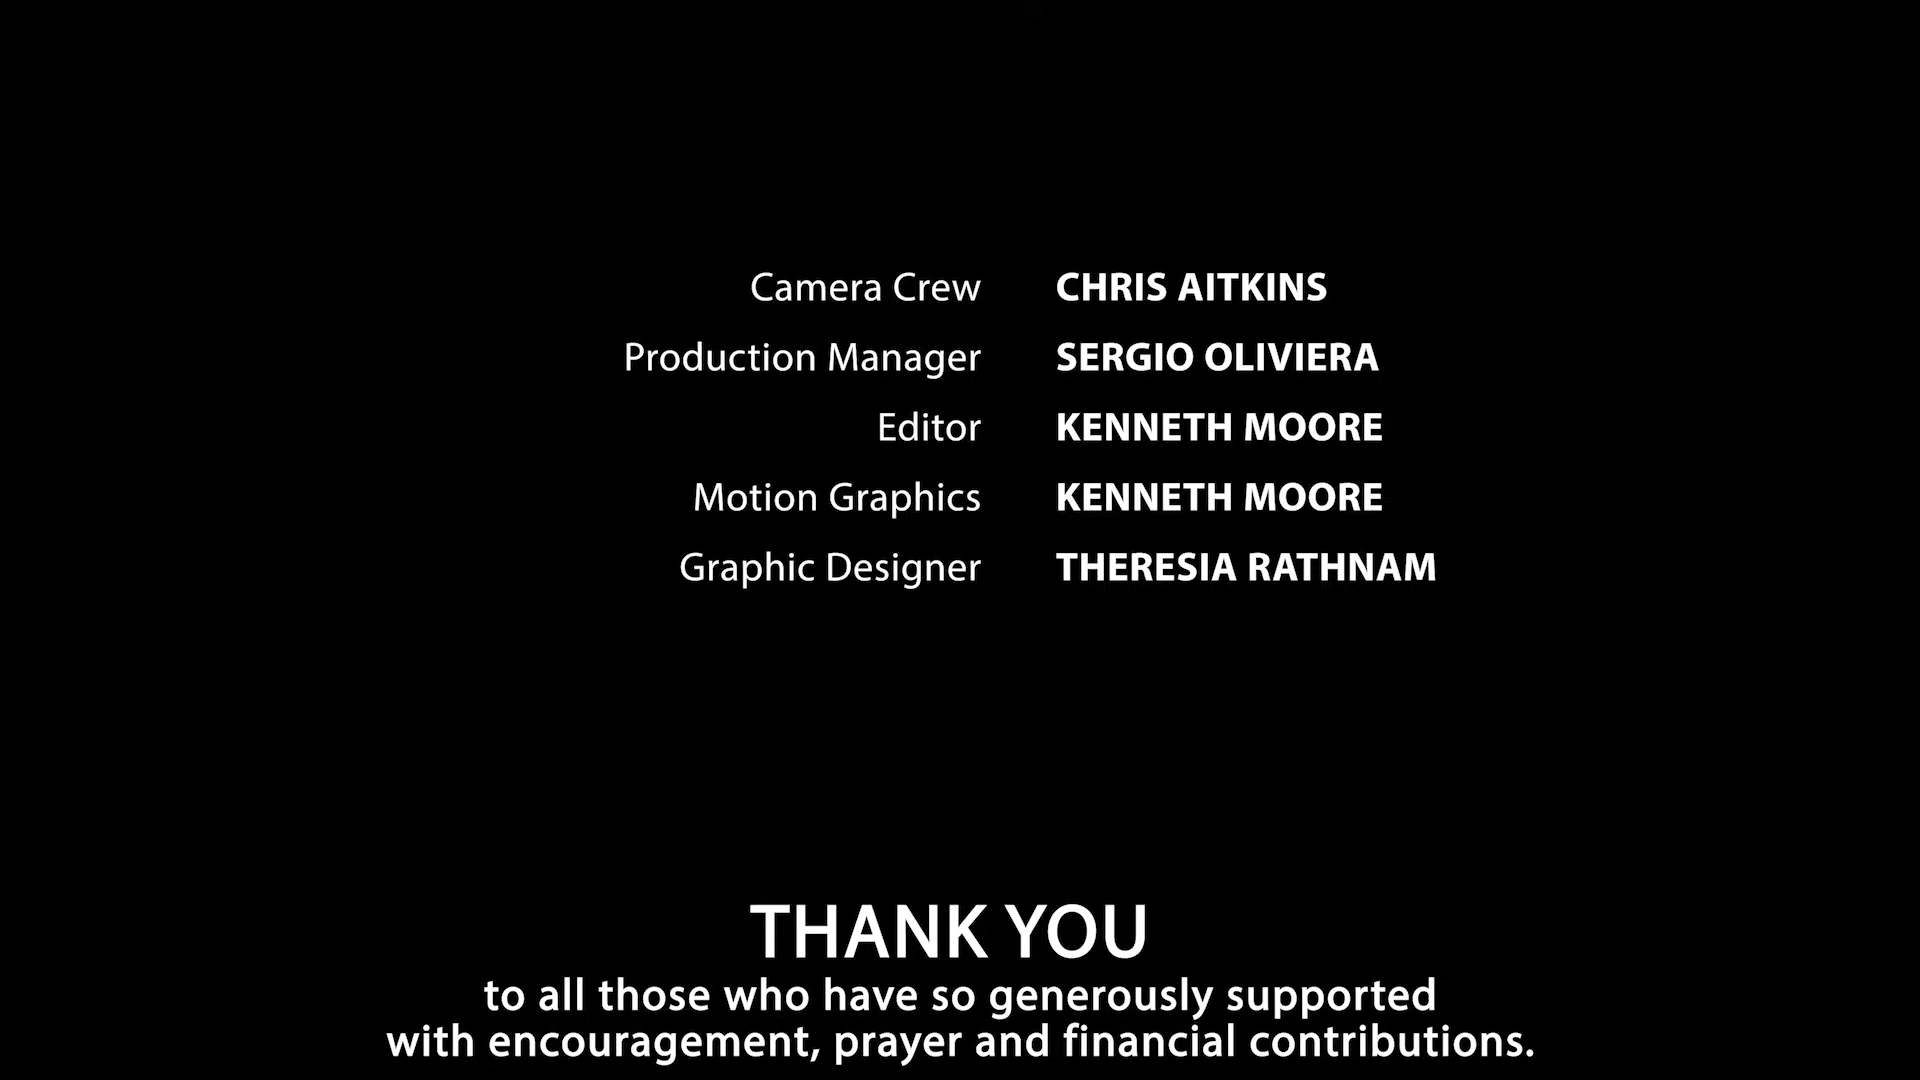 Camera Crew CHRIS AITKINS
Production Manager SERGIO OLIVIERA
Editor KENNETH MOORE
Motion Graphics KENNETH MOORE
Graphic Designer THERESIA RATHNAM
THANK YOU
to all those who have so generously supported
with encouragement, prayer and financial contributions.